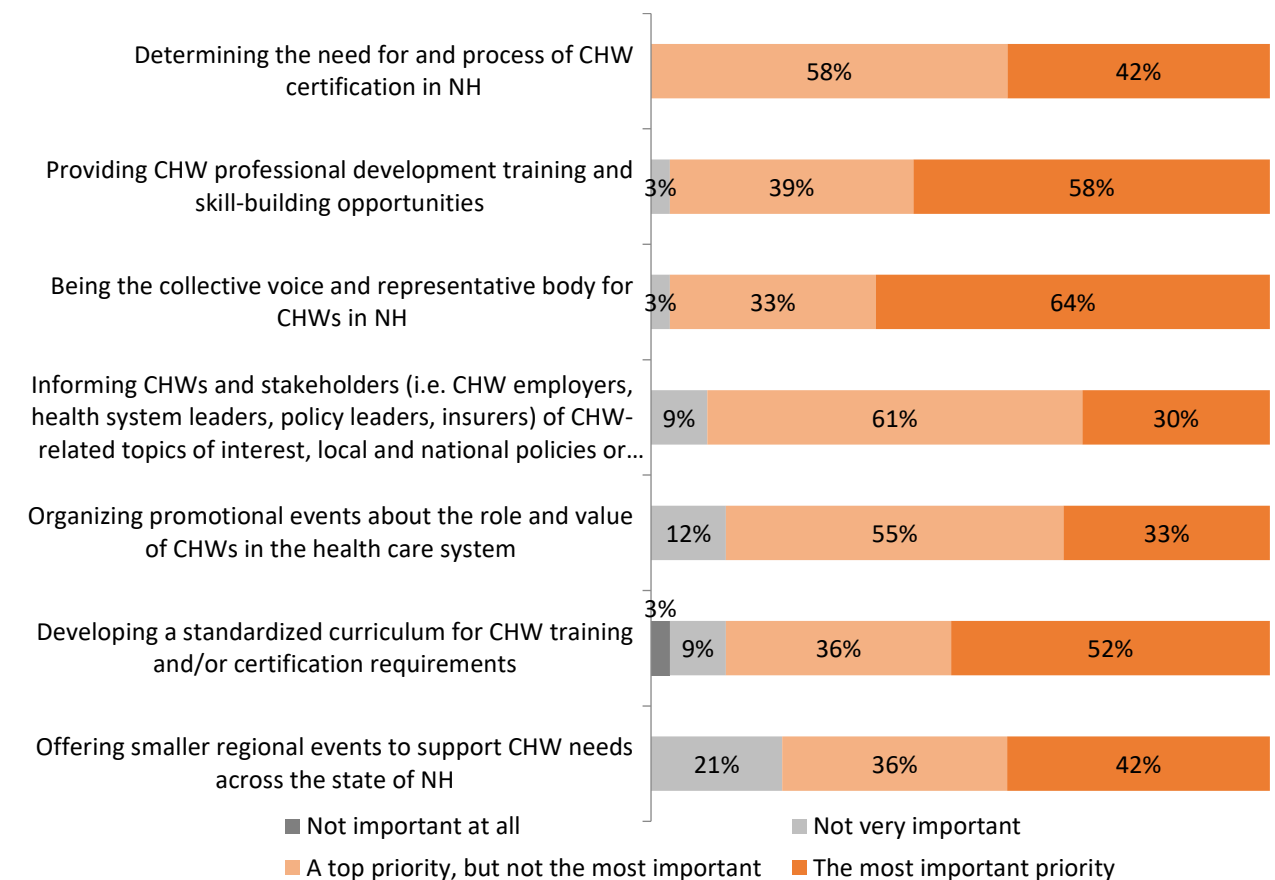 Determining the need for and process of CHW
certification in NH
58%
42%
Providing CHW professional development training and
skill-building opportunities
3%
39%
58%
Being the collective voice and representative body for
CHWs in NH
3%
33%
64%
Informing CHWs and stakeholders (i.e. CHW employers,
health system leaders, policy leaders, insurers) of CHW-
related topics of interest, local and national policies or...
9%
61%
30%
Organizing promotional events about the role and value
of CHWs in the health care system
12%
55%
33%
Developing a standardized curriculum for CHW training
and/or certification requirements
3%
9%
36%
52%
Offering smaller regional events to support CHW needs
across the state of NH
21%
36%
42%
Not important at all
Not very important
A top priority, but not the most important
The most important priority